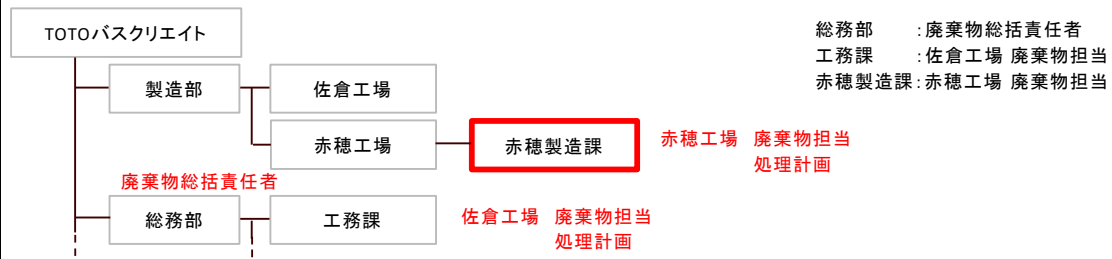 TOTOバスクリエイト
総務部　　:廃棄物総括責任者
工務課　　:佐倉工場 廃棄物担当
赤穂製造課:赤穂工場 廃棄物担当
製造部
佐倉工場
赤穂工場
赤穂製造課
赤穂工場 廃棄物担当
処理計画
廃棄物総括責任者
総務部
工務課
佐倉工場 廃棄物担当
処理計画